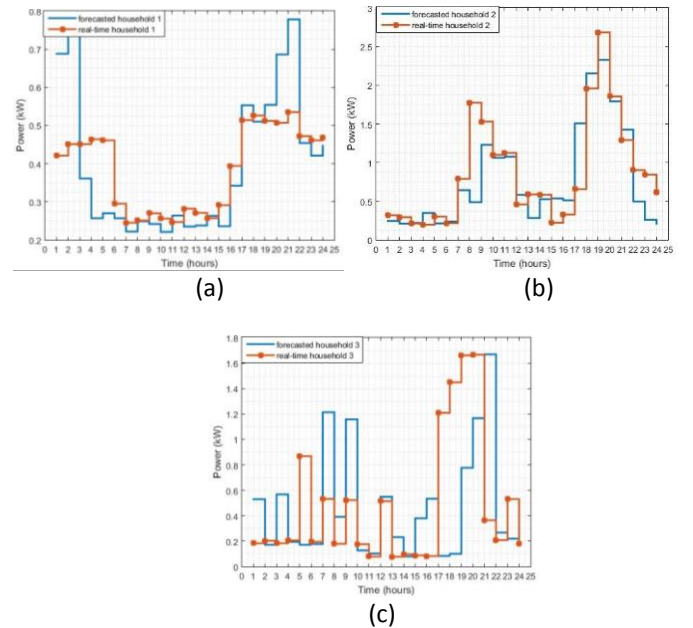 forecasted household 1
real-time household 1
0.8
0.7
0.6
0.5
0.4
0.3
0.2
Power (kW)
0 1 2 3 4 5 6 7 8 9 10 11 12 13 14 15 16 17 18 19 20 21 22 23 24 25
Time (hours)
(a)
forecasted household 2
real-time household 2
3
2.5
2
1.5
1
0.5
0
Power (kW)
0 1 2 3 4 5 6 7 8 9 10 11 12 13 14 15 16 17 18 19 20 21 22 23 24 25
Time (hours)
(b)
forecasted household 3
real-time household 3
1.8
1.6
1.4
1.2
1
0.8
0.6
0.4
0.2
0
Power (kW)
0 1 2 3 4 5 6 7 8 9 10 11 12 13 14 15 16 17 18 19 20 21 22 23 24 25
Time (hours)
(c)